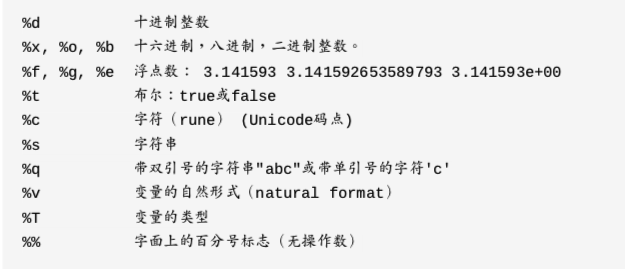 %d 十进制整数
%x, %o, %b 十六进制，八进制，二进制整数。
%f, %g, %e 浮点数： 3.141593 3.141592653589793 3.141593e+00
%t 布尔：true或false
%c 字符（rune） (Unicode码点)
%s 字符串
%q 带双引号的字符串"abc"或带单引号的字符'c'
%v 变量的自然形式（natural format）
%T 变量的类型
%% 字面上的百分号标志（无操作数）